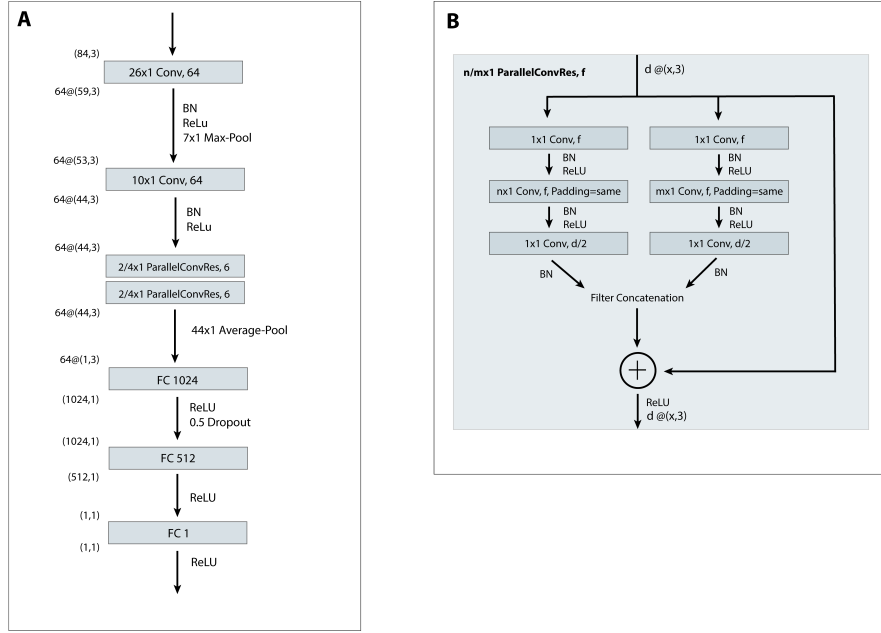 A
(84,3)
26x1 Conv, 64
64@(59,3)
BN
ReLu
7x1 Max-Pool
64@(53,3)
10x1 Conv, 64
64@(44,3)
BN
ReLu
64@(44,3)
2/4x1 ParallelConvRes, 6
2/4x1 ParallelConvRes, 6
64@(44,3)
44x1 Average-Pool
64@(1,3)
FC 1024
(1024,1)
ReLU
0.5 Dropout
(1024,1)
FC 512
(512,1)
ReLU
(1,1)
FC 1
(1,1)
ReLU
B
n/mx1 ParallelConvRes, f
d @(x,3)
1x1 Conv, f
1x1 Conv, f
BN
ReLU
BN
ReLU
nx1 Conv, f, Padding=same
mx1 Conv, f, Padding=same
BN
ReLU
BN
ReLU
1x1 Conv, d/2
1x1 Conv, d/2
BN
BN
Filter Concatenation
ReLU
d @(x,3)